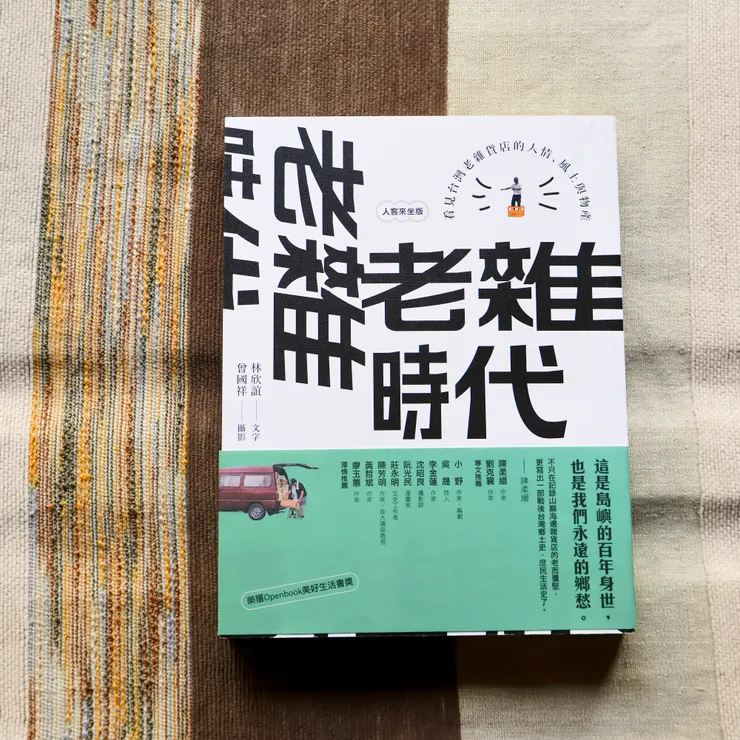 看見台灣老雜貨店的人情、風土與物產
人客來坐版
老雜
時代
老雜
時代
林欣誼——文字
曾國祥——攝影
這是島嶼的百年身世，
也是我們永遠的鄉愁。
不只在記錄山巔海邊雜貨店的老而彌堅，
更寫出一部戰後台灣鄉土史、庶民生活史了。
——陳柔縉
陳柔縉 作家
劉克襄 作家
專文推薦
小野 作家、編劇
吳晟 詩人
李金蓮 作家
沈昭良 攝影師
阮光民 漫畫家
莊永明 文史工作者
陳芳明 作家、政大講座教授
黃哲斌 作家
廖玉蕙 作家
厚情推薦
榮獲Openbook美好生活書獎